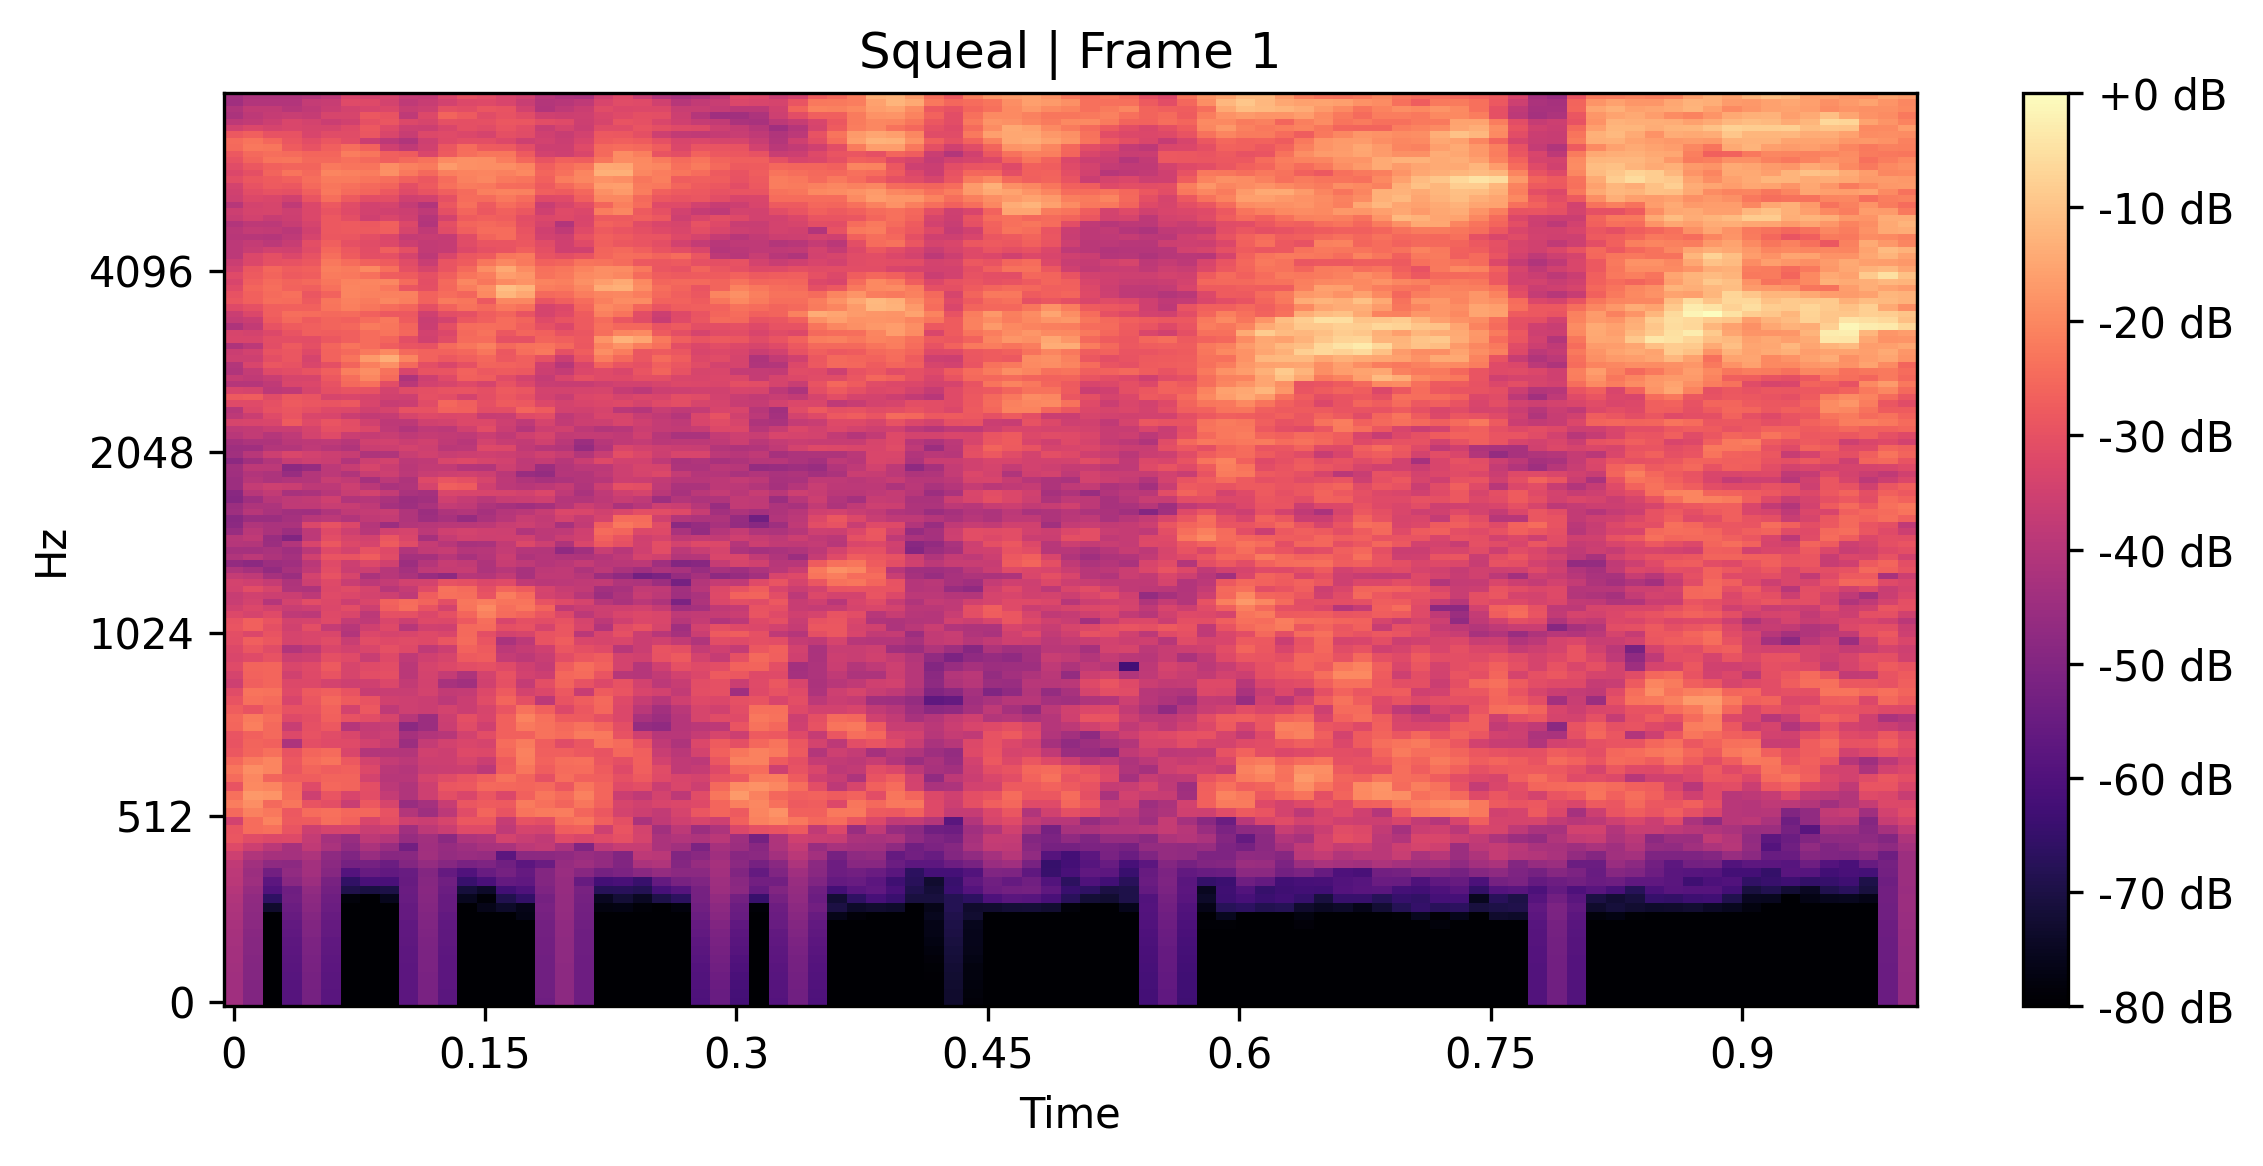 Squeal | Frame 1
+0 dB
-10 dB
-20 dB
-30 dB
-40 dB
-50 dB
-60 dB
-70 dB
-80 dB
Hz
4096
2048
1024
512
0
0 0.15 0.3 0.45 0.6 0.75 0.9
Time